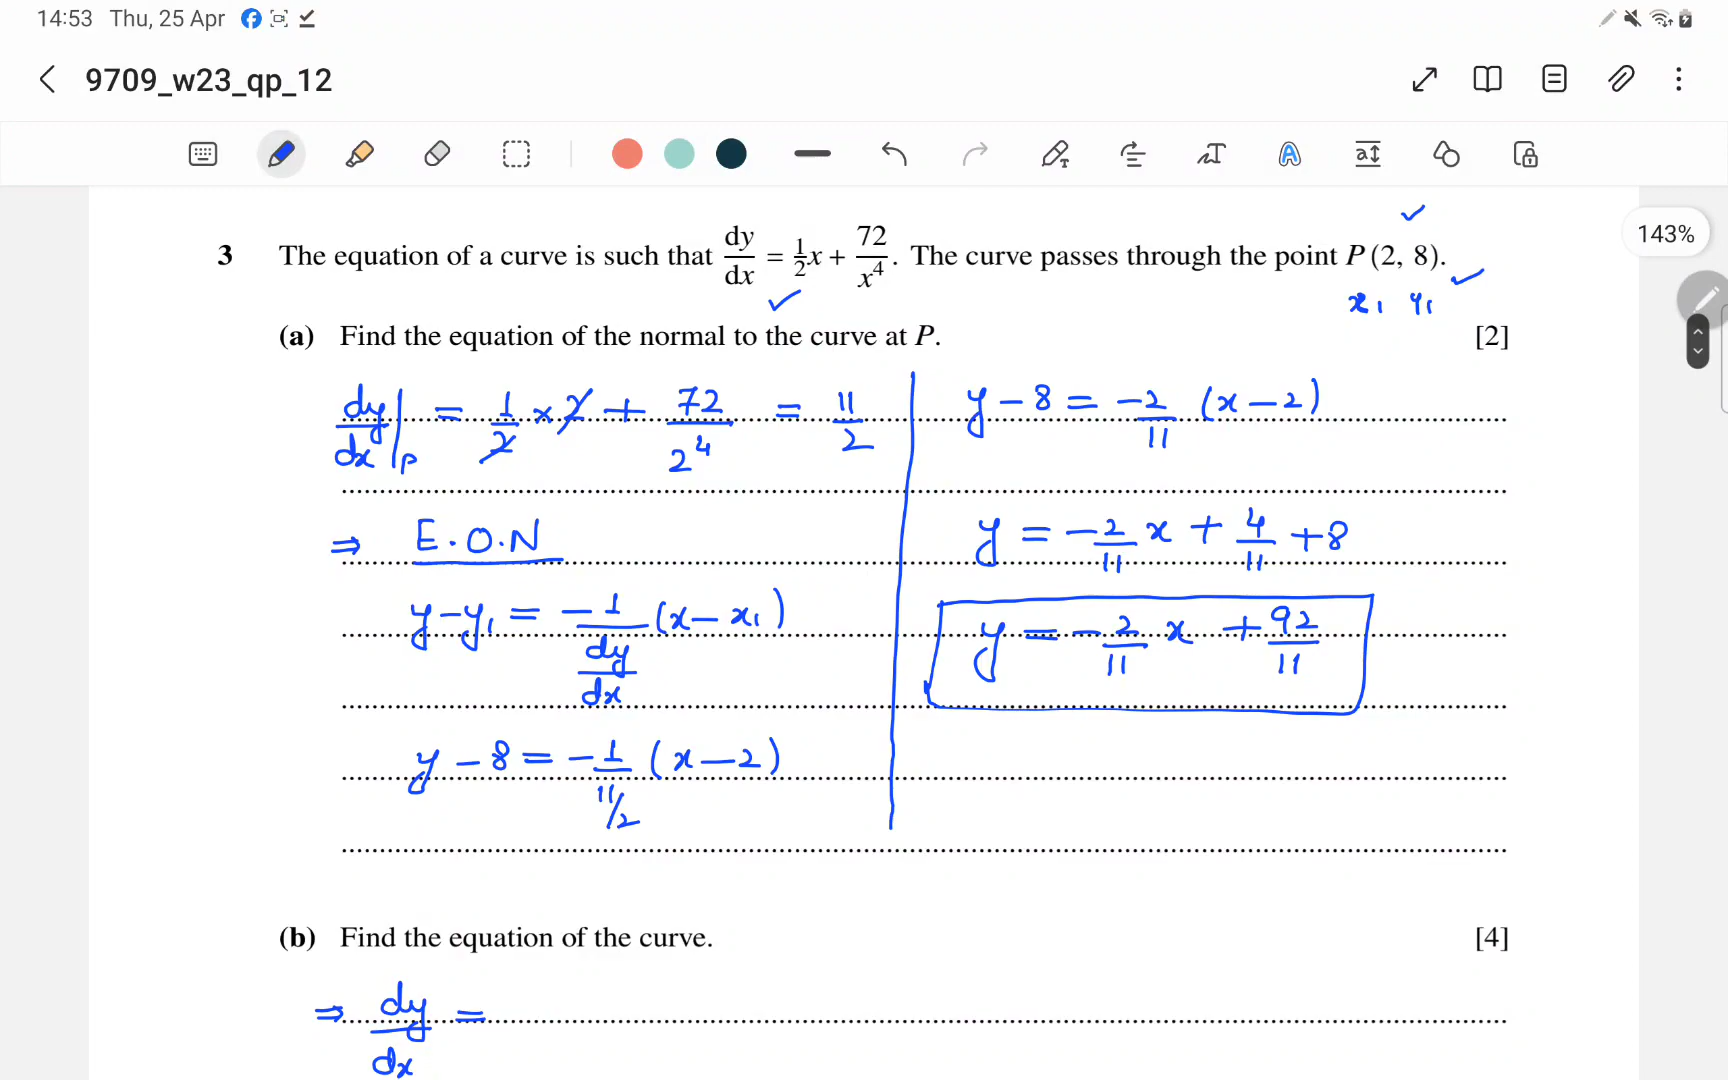 14:53 Thu, 25 Apr
9709_w23_qp_12
143%
3 The equation of a curve is such that dy/dx = 1/2 x + 72/x⁴. The curve passes through the point P (2, 8).
x₁ y₁
(a) Find the equation of the normal to the curve at P. [2]
dy/dx|p = 1/2 × 2 + 72/2⁴ = 11/2
⇒ E.O.N
y - y₁ = -1/(dy/dx) (x - x₁)
y - 8 = -1/(11/2) (x - 2)
y - 8 = -2/11 (x - 2)
y = -2/11 x + 4/11 + 8
y = -2/11 x + 92/11
(b) Find the equation of the curve. [4]
⇒ dy/dx =